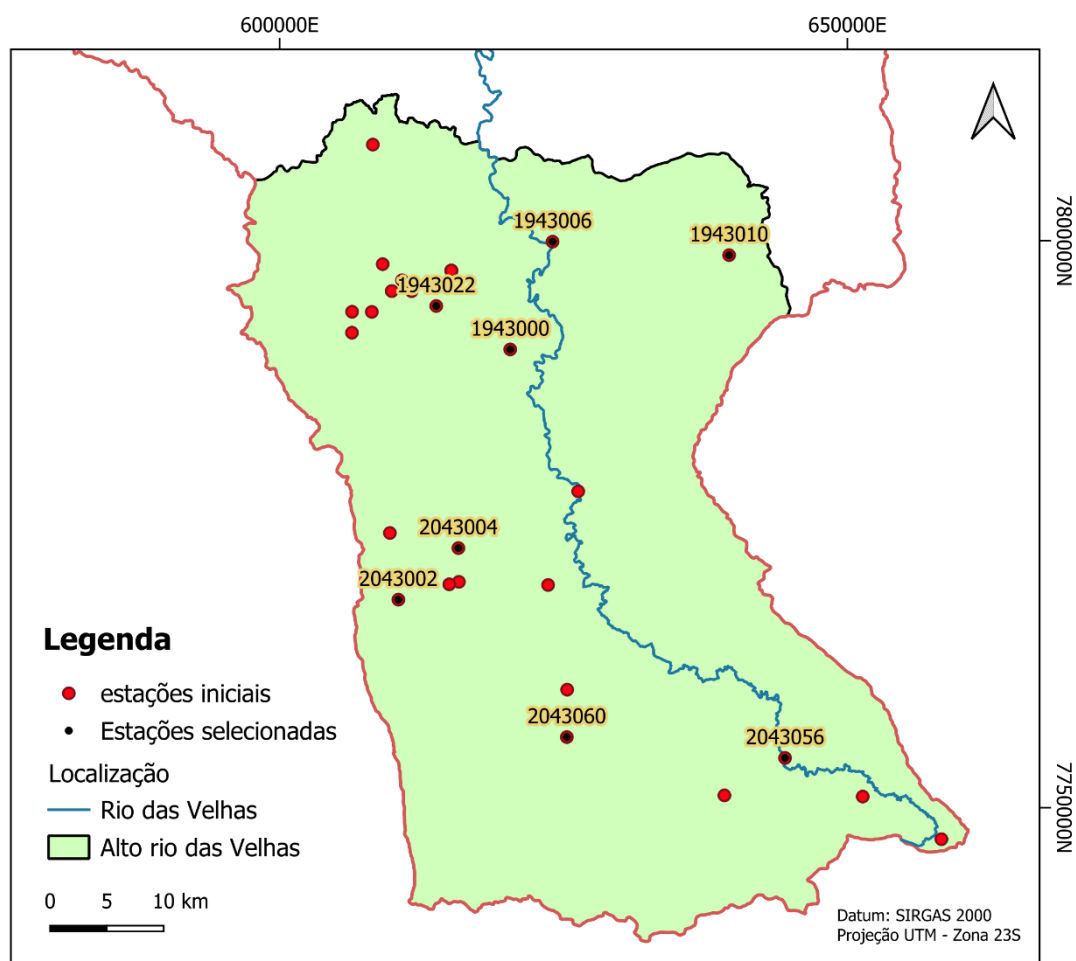 600000E
650000E
1943006
1943010
7800000N
1943022
1943000
2043004
2043002
Legenda
estações iniciais
2043060
Estações selecionadas
2043056
Localização
Rio das Velhas
7750000N
Alto rio das Velhas
0 5 10 km
Datum: SIRGAS 2000
Projeção UTM - Zona 23S